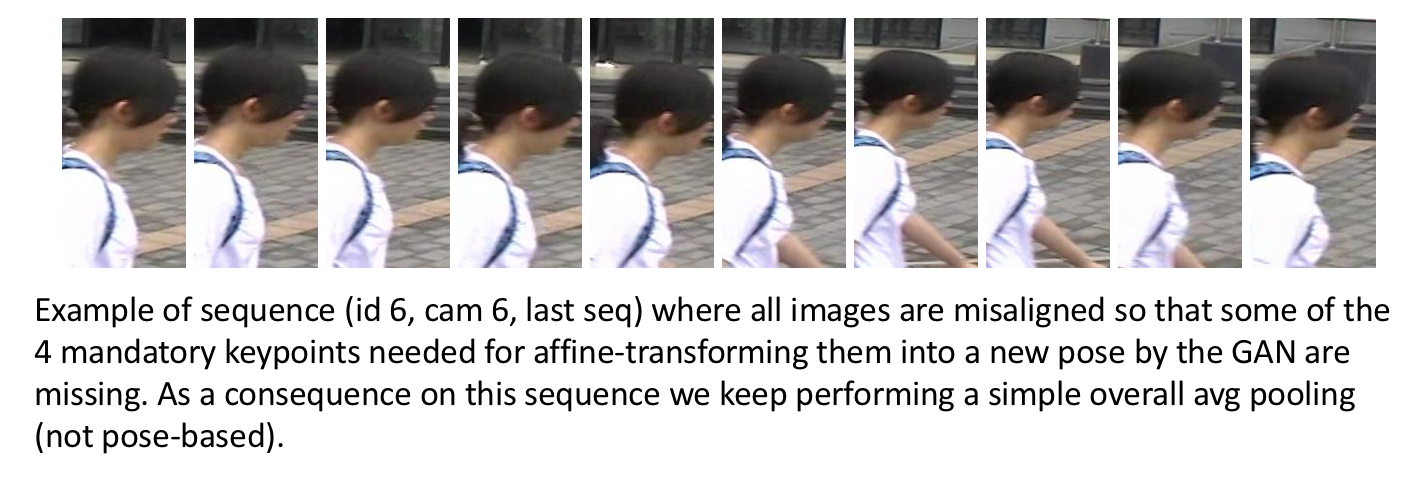 Example of sequence (id 6, cam 6, last seq) where all images are misaligned so that some of the
4 mandatory keypoints needed for affine-transforming them into a new pose by the GAN are
missing. As a consequence on this sequence we keep performing a simple overall avg pooling
(not pose-based).